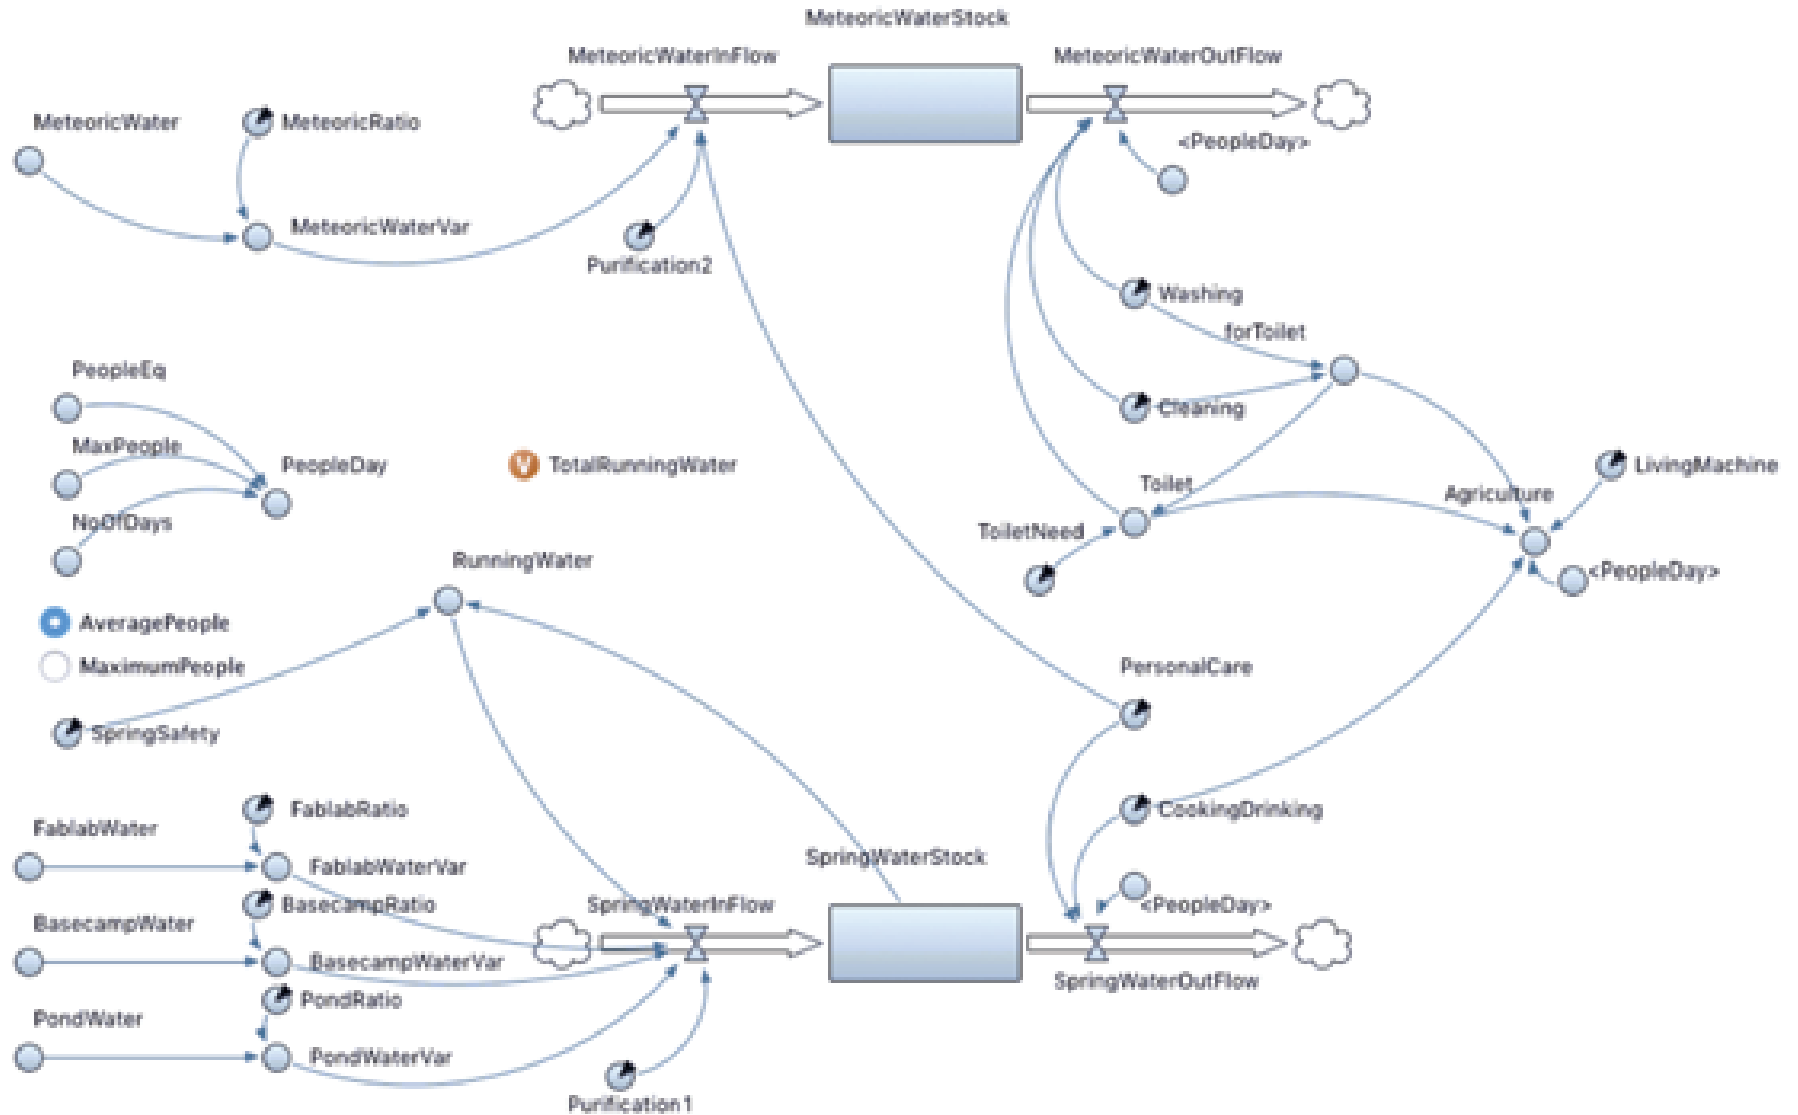 MeteoricWaterStock
MeteoricWaterInFlow
MeteoricWaterOutFlow
MeteoricWater
MeteoricRatio
<PeopleDay>
MeteoricWaterVar
Purification2
Washing
forToilet
PeopleEq
Cleaning
MaxPeople
PeopleDay
TotalRunningWater
LivingMachine
Toilet
Agriculture
NoOfDays
ToiletNeed
RunningWater
<PeopleDay>
AveragePeople
MaximumPeople
PersonalCare
SpringSafety
FablabRatio
CookingDrinking
FablabWater
SpringWaterStock
FablabWaterVar
BasecampRatio
SpringWaterInFlow
<PeopleDay>
BasecampWater
BasecampWaterVar
SpringWaterOutFlow
PondRatio
PondWater
PondWaterVar
Purification1